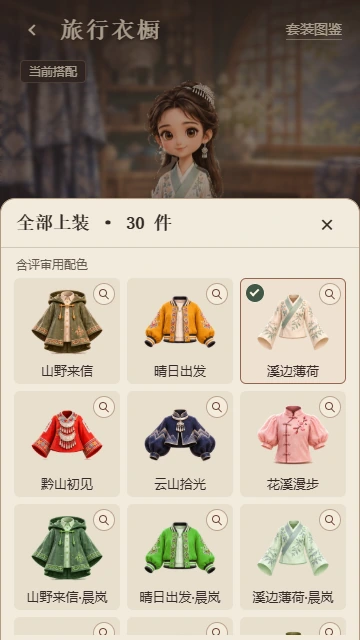 旅行衣橱
套装图鉴
当前搭配
全部上装 · 30 件
含评审用配色
山野来信
晴日出发
溪边薄荷
黔山初见
云山拾光
花溪漫步
山野来信·晨岚
晴日出发·晨岚
溪边薄荷·晨岚